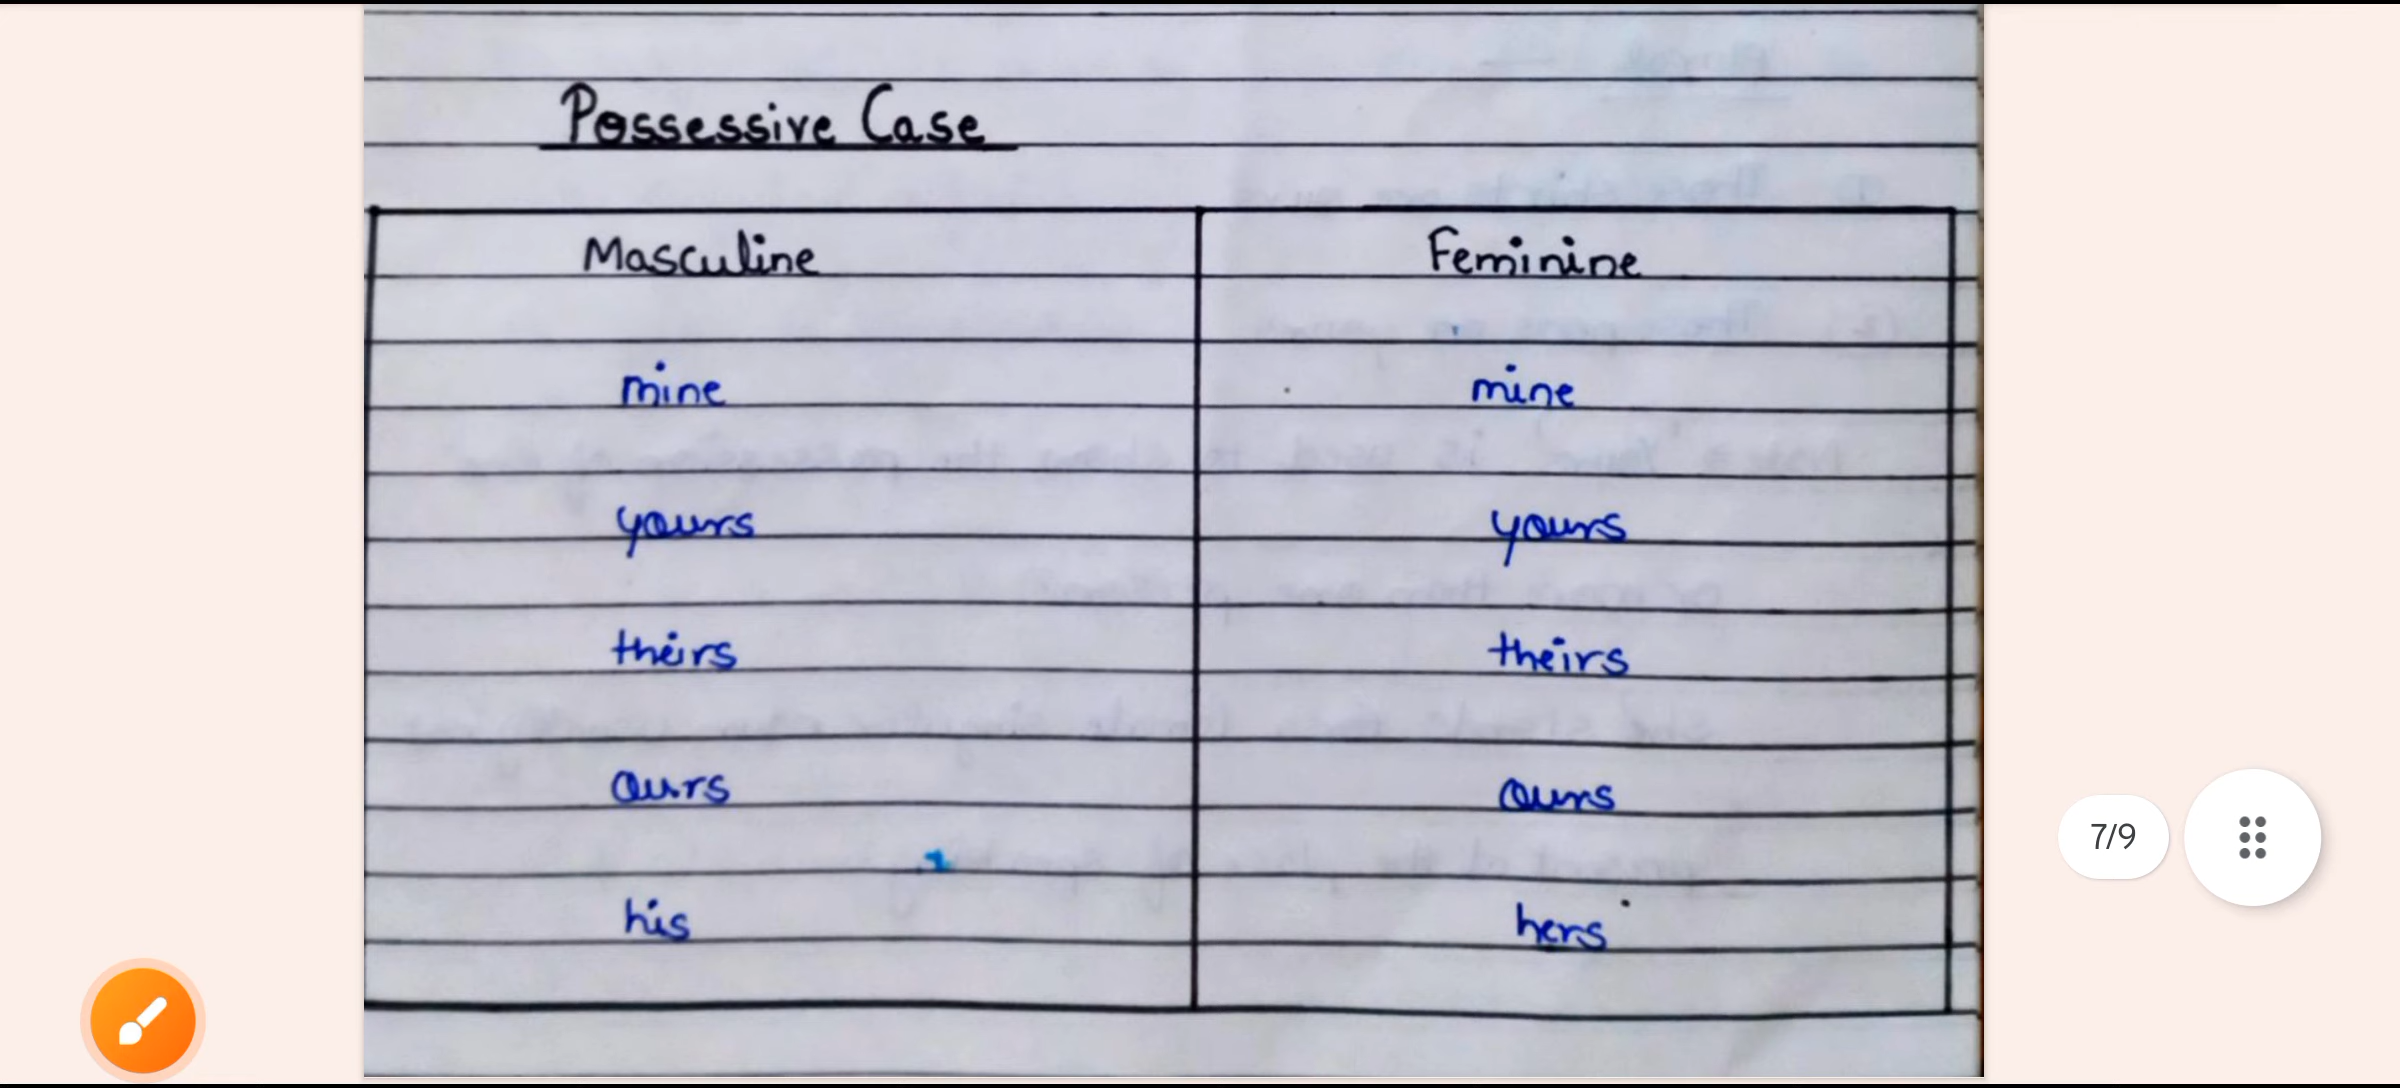 Possessive Case
Masculine Feminine
mine mine
yours yours
theirs theirs
ours ours
his hers
7/9